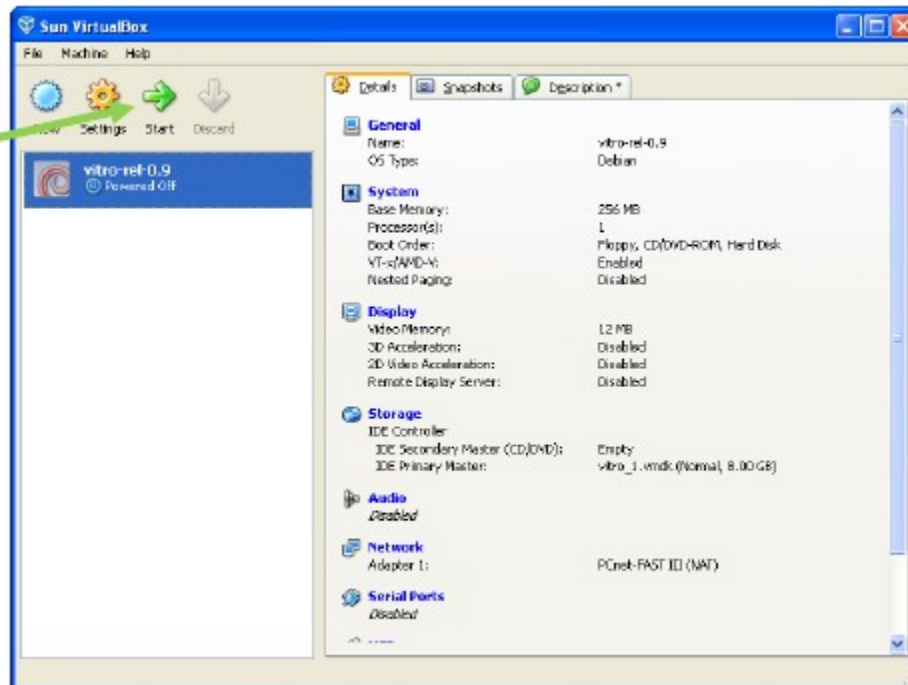 Sun VirtualBox
File Machine Help
Settings Start Discard
Details Snapshots Description *
vitro-rel-0.9
Powered Off
General
Name: vitro-rel-0.9
OS Type: Debian
System
Base Memory: 256 MB
Processor(s): 1
Boot Order: Floppy, CD/DVD-ROM, Hard Disk
VT-x/AMD-V: Enabled
Nested Paging: Disabled
Display
Video Memory: 12 MB
3D Acceleration: Disabled
2D Video Acceleration: Disabled
Remote Display Server: Disabled
Storage
IDE Controller
IDE Secondary Master (CD/DVD): Empty
IDE Primary Master: vitro_1.vmdk (Normal, 8.00 GB)
Audio
Disabled
Network
Adapter 1: PCnet-FAST III (NAT)
Serial Ports
Disabled